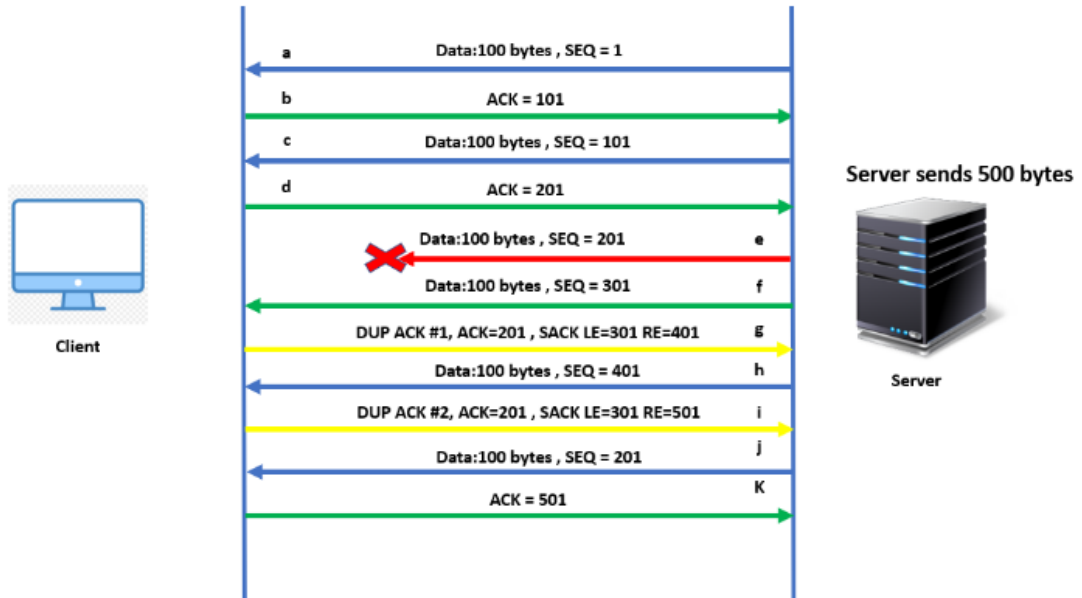 a
Data:100 bytes , SEQ = 1
b
ACK = 101
c
Data:100 bytes , SEQ = 101
d
ACK = 201
Server sends 500 bytes
Data:100 bytes , SEQ = 201
e
Data:100 bytes , SEQ = 301
f
DUP ACK #1, ACK=201 , SACK LE=301 RE=401
g
Client
Data:100 bytes , SEQ = 401
h
Server
DUP ACK #2, ACK=201 , SACK LE=301 RE=501
i
Data:100 bytes , SEQ = 201
j
ACK = 501
K